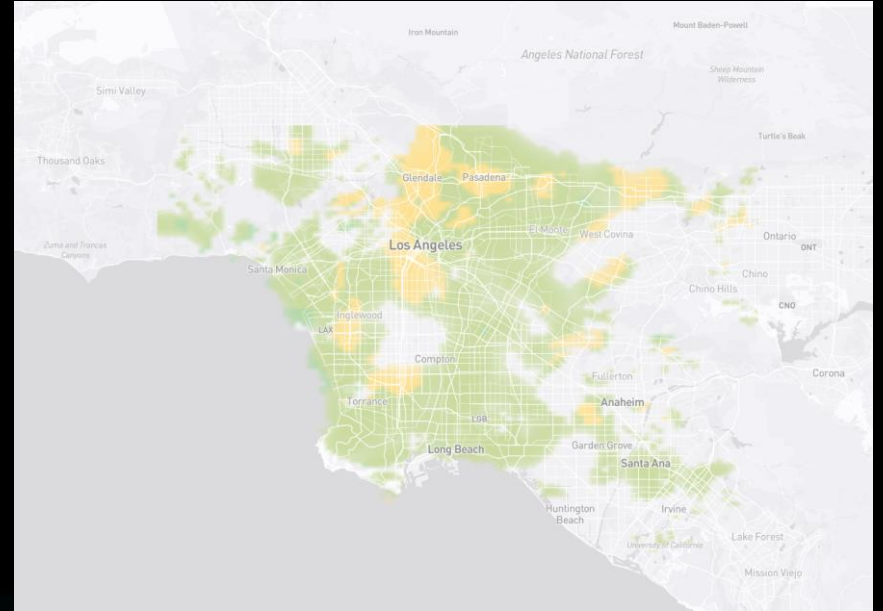 Mount Baden-Powell
Iron Mountain
Angeles National Forest
Sheep Mountain
Wilderness
Simi Valley
Turtle's Beak
Thousand Oaks
Glendale
Pasadena
El Monte
West Covina
Ontario
ONT
Los Angeles
Zuma and Trancas
Canyons
Santa Monica
Chino
Chino Hills
CNO
Inglewood
LAX
Compton
Corona
Fullerton
Torrance
Anaheim
LGB
Long Beach
Garden Grove
Santa Ana
Huntington
Beach
Irvine
Lake Forest
University of California
Mission Viejo